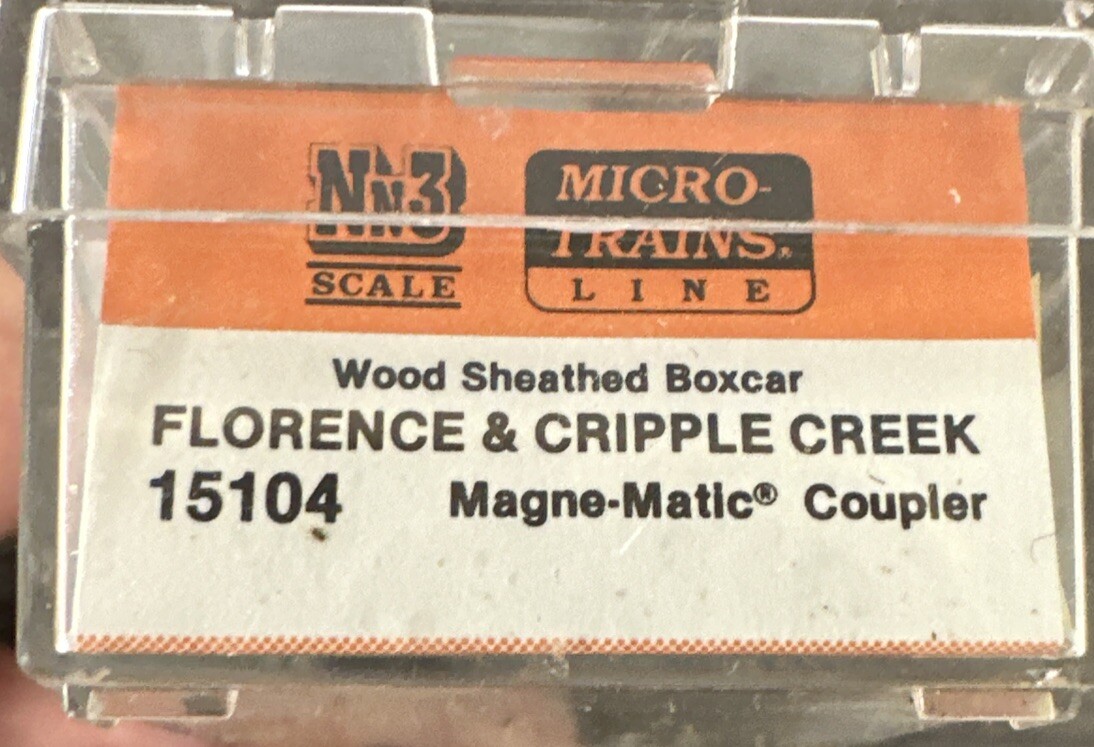 Nn3
SCALE
MICRO-
TRAINS®
LINE
Wood Sheathed Boxcar
FLORENCE & CRIPPLE CREEK
15104 Magne-Matic® Coupler